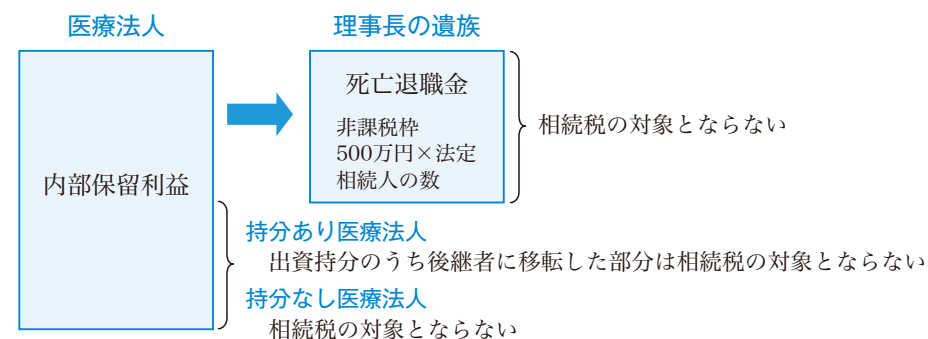 医療法人
理事長の遺族
内部保留利益
死亡退職金
非課税枠
500万円×法定
相続人の数
相続税の対象とならない
持分あり医療法人
出資持分のうち後継者に移転した部分は相続税の対象とならない
持分なし医療法人
相続税の対象とならない